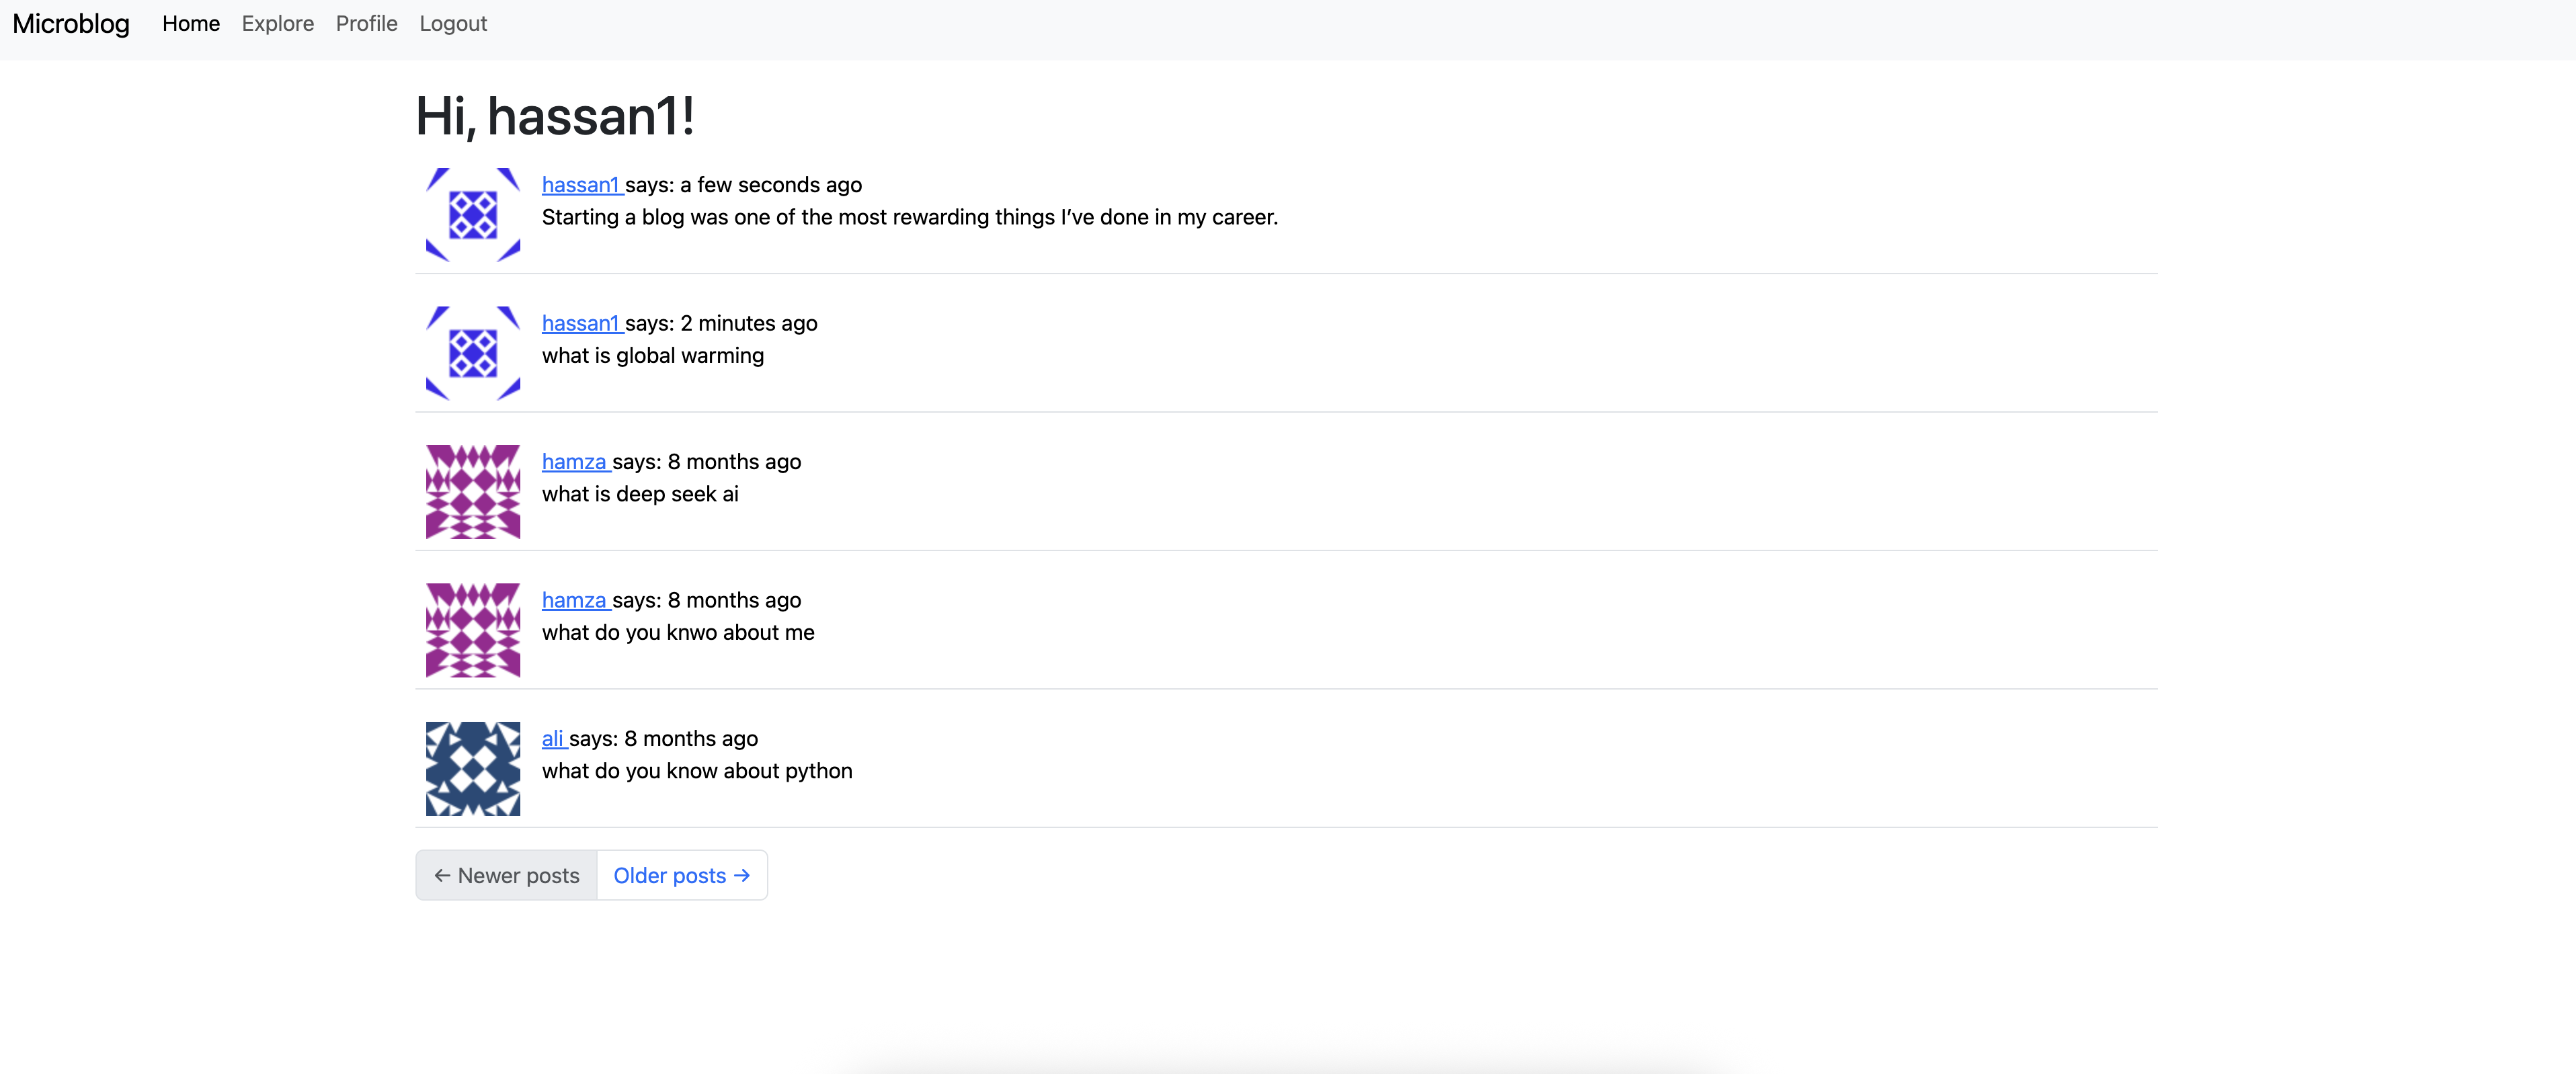 Microblog Home Explore Profile Logout
Hi, hassan1!
hassan1 says: a few seconds ago
Starting a blog was one of the most rewarding things I’ve done in my career.
hassan1 says: 2 minutes ago
what is global warming
hamza says: 8 months ago
what is deep seek ai
hamza says: 8 months ago
what do you knwo about me
ali says: 8 months ago
what do you know about python
← Newer posts Older posts →